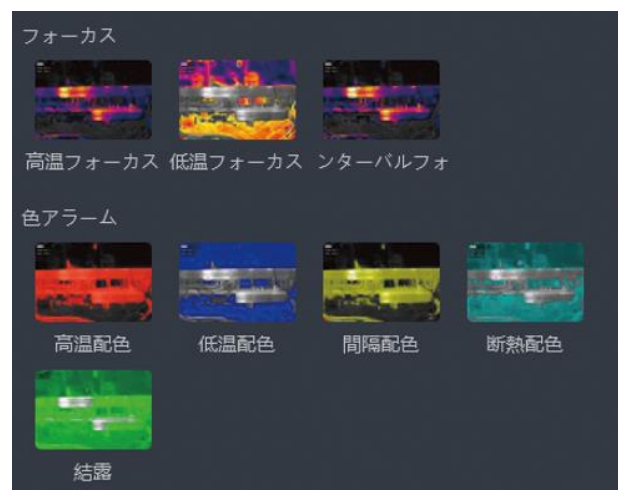 フォーカス
高温フォーカス 低温フォーカス ンターバルフォ
色アラーム
高温配色 低温配色 間隔配色 断熱配色
結露